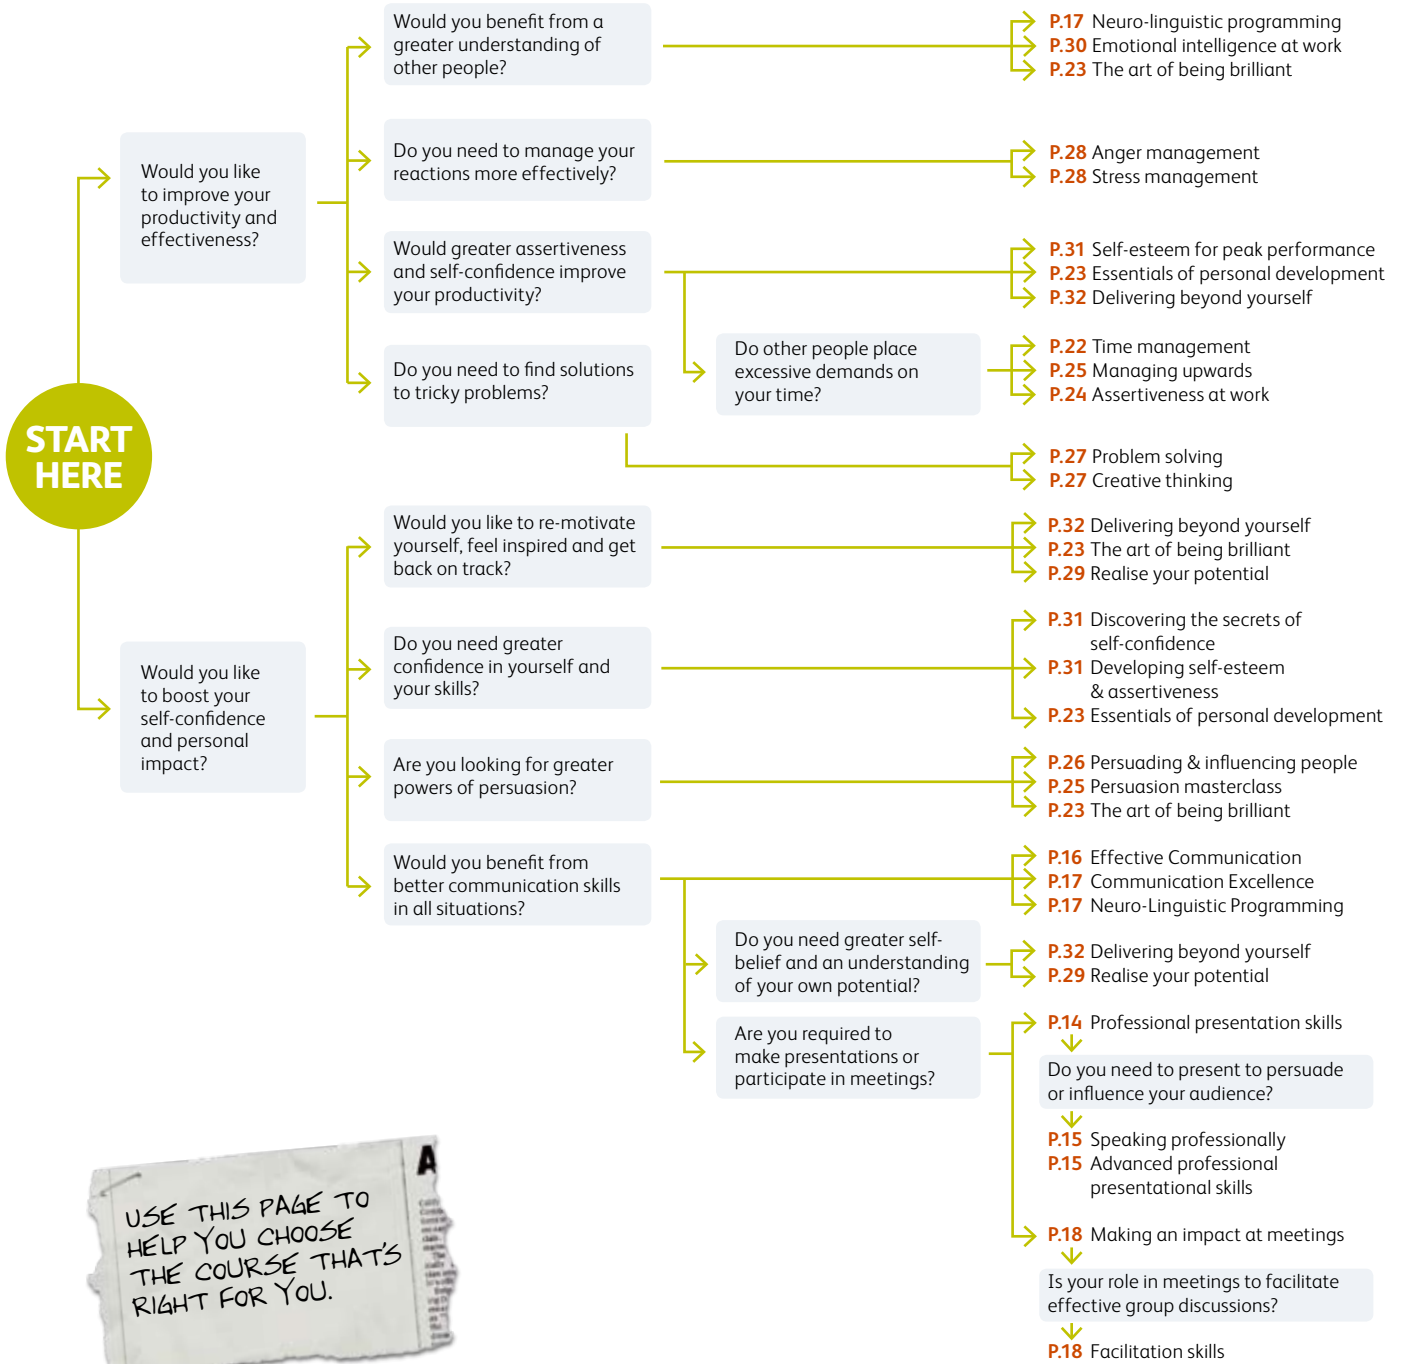 START
HERE
Would you like
to improve your
productivity and
effectiveness?
Would you benefit from a
greater understanding of
other people?
P.17 Neuro-linguistic programming
P.30 Emotional intelligence at work
P.23 The art of being brilliant
Do you need to manage your
reactions more effectively?
P.28 Anger management
P.28 Stress management
Would greater assertiveness
and self-confidence improve
your productivity?
P.31 Self-esteem for peak performance
P.23 Essentials of personal development
P.32 Delivering beyond yourself
Do other people place
excessive demands on
your time?
P.22 Time management
P.25 Managing upwards
P.24 Assertiveness at work
Do you need to find solutions
to tricky problems?
P.27 Problem solving
P.27 Creative thinking
Would you like
to boost your
self-confidence
and personal
impact?
Would you like to re-motivate
yourself, feel inspired and get
back on track?
P.32 Delivering beyond yourself
P.23 The art of being brilliant
P.29 Realise your potential
Do you need greater
confidence in yourself and
your skills?
P.31 Discovering the secrets of
self-confidence
P.31 Developing self-esteem
& assertiveness
P.23 Essentials of personal development
Are you looking for greater
powers of persuasion?
P.26 Persuading & influencing people
P.25 Persuasion masterclass
P.23 The art of being brilliant
Would you benefit from
better communication skills
in all situations?
P.16 Effective Communication
P.17 Communication Excellence
P.17 Neuro-Linguistic Programming
Do you need greater self-
belief and an understanding
of your own potential?
P.32 Delivering beyond yourself
P.29 Realise your potential
Are you required to
make presentations or
participate in meetings?
P.14 Professional presentation skills
Do you need to present to persuade
or influence your audience?
P.15 Speaking professionally
P.15 Advanced professional
presentational skills
P.18 Making an impact at meetings
Is your role in meetings to facilitate
effective group discussions?
P.18 Facilitation skills
USE THIS PAGE TO
HELP YOU CHOOSE
THE COURSE THAT'S
RIGHT FOR YOU.
A